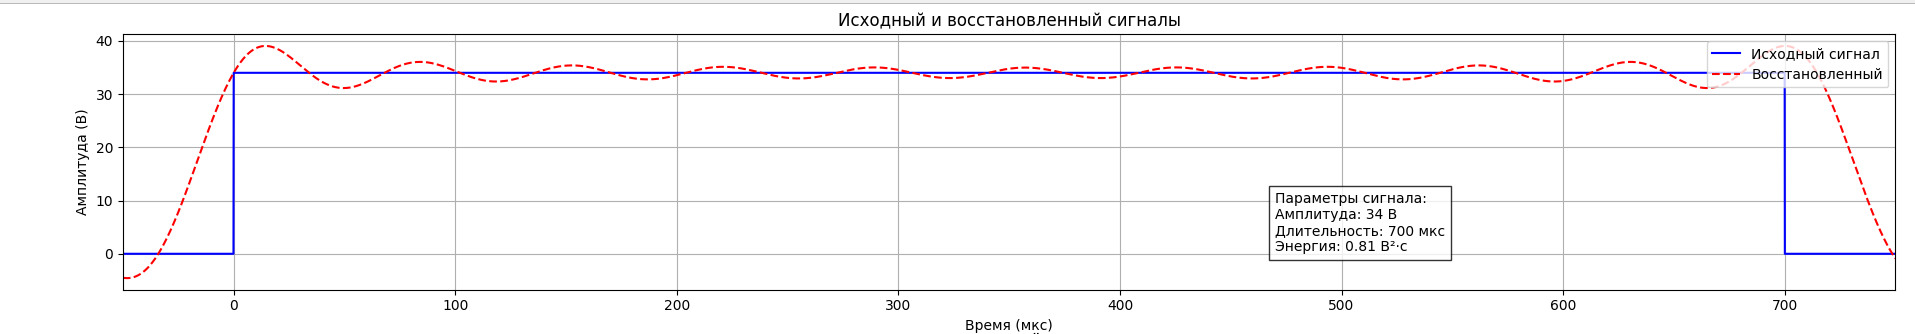 Исходный и восстановленный сигналы
Исходный сигнал
Восстановленный
Амплитуда (В)
40
30
20
10
0
Параметры сигнала:
Амплитуда: 34 В
Длительность: 700 мкс
Энергия: 0.81 В²·с
0 100 200 300 400 500 600 700
Время (мкс)